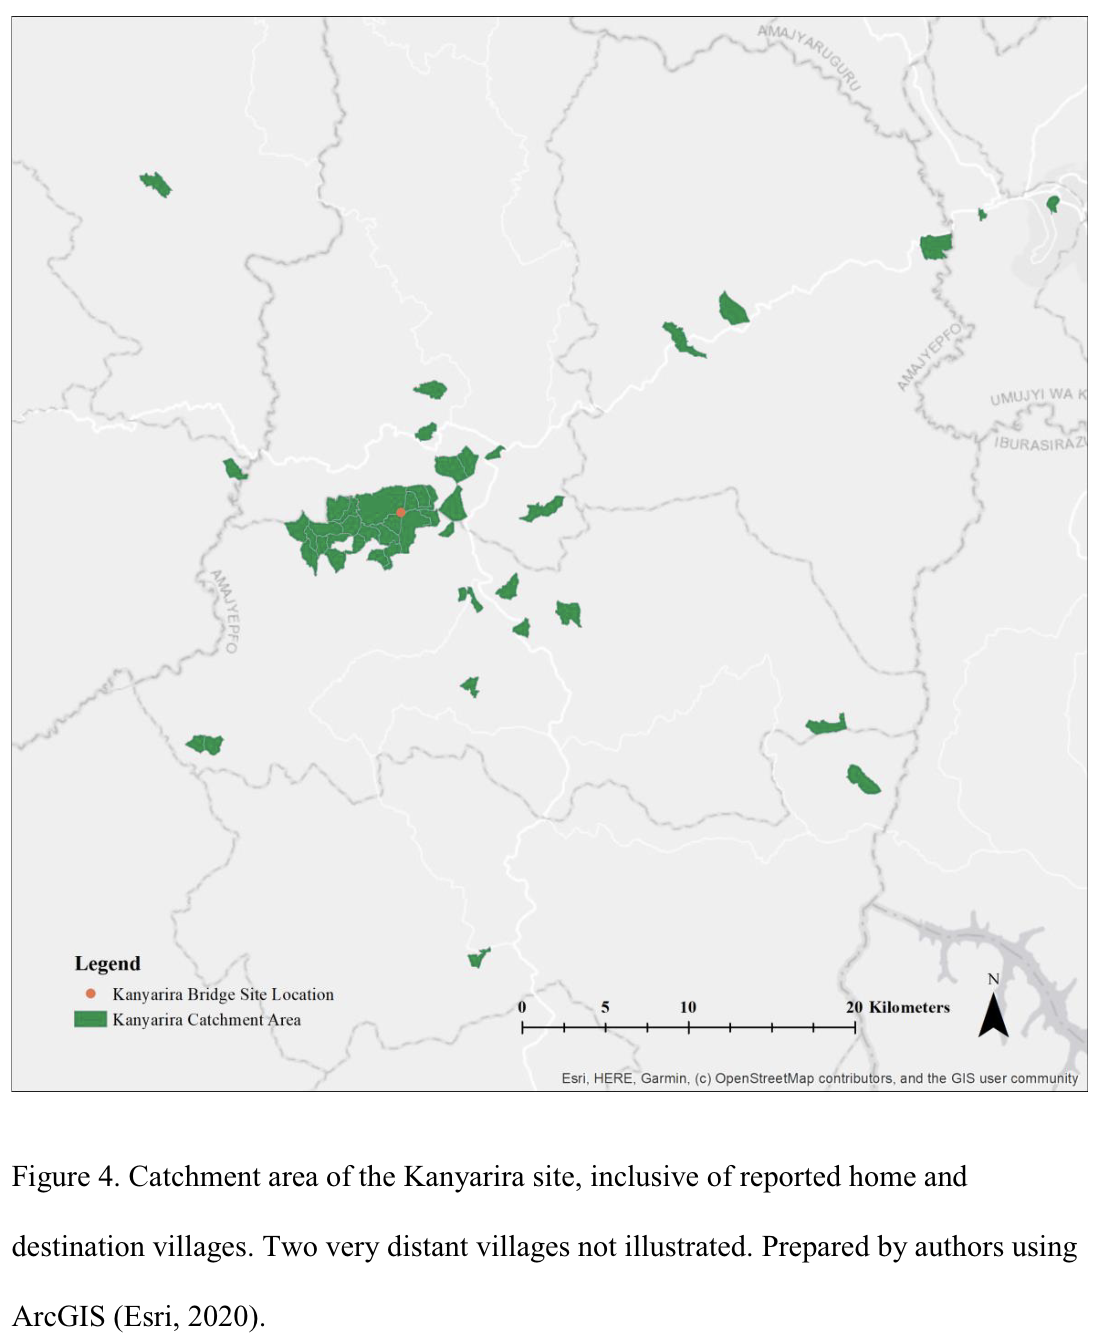 AMAJYARUGURU
AMAJYEPFO
UMUJYI WA K
IBURASIRAZ
AMAJYEPFO
Legend
Kanyarira Bridge Site Location
Kanyarira Catchment Area
0 5 10 20 Kilometers
N
Esri, HERE, Garmin, (c) OpenStreetMap contributors, and the GIS user community
Figure 4. Catchment area of the Kanyarira site, inclusive of reported home and
destination villages. Two very distant villages not illustrated. Prepared by authors using
ArcGIS (Esri, 2020).